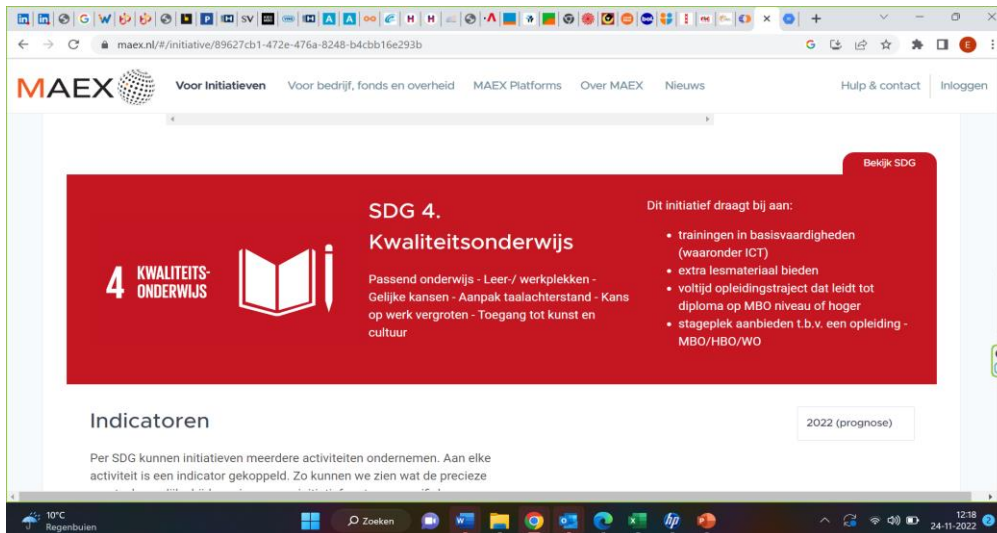 maex.nl/#/initiative/89627cb1-472e-476a-8248-b4cbb16e293b
MAEX
Voor Initiatieven
Voor bedrijf, fonds en overheid
MAEX Platforms
Over MAEX
Nieuws
Hulp & contact
Inloggen
Bekijk SDG
4 KWALITEITS-
ONDERWIJS
SDG 4.
Kwaliteitsonderwijs
Passend onderwijs - Leer-/ werkplekken -
Gelijke kansen - Aanpak taalachterstand - Kans
op werk vergroten - Toegang tot kunst en
cultuur
Dit initiatief draagt bij aan:
• trainingen in basisvaardigheden
(waaronder ICT)
• extra lesmateriaal bieden
• voltijd opleidingstraject dat leidt tot
diploma op MBO niveau of hoger
• stageplek aanbieden t.b.v. een opleiding -
MBO/HBO/WO
Indicatoren
2022 (prognose)
Per SDG kunnen initiatieven meerdere activiteiten ondernemen. Aan elke
activiteit is een indicator gekoppeld. Zo kunnen we zien wat de precieze
10°C
Regenbuien
Zoeken
12:18
24-11-2022